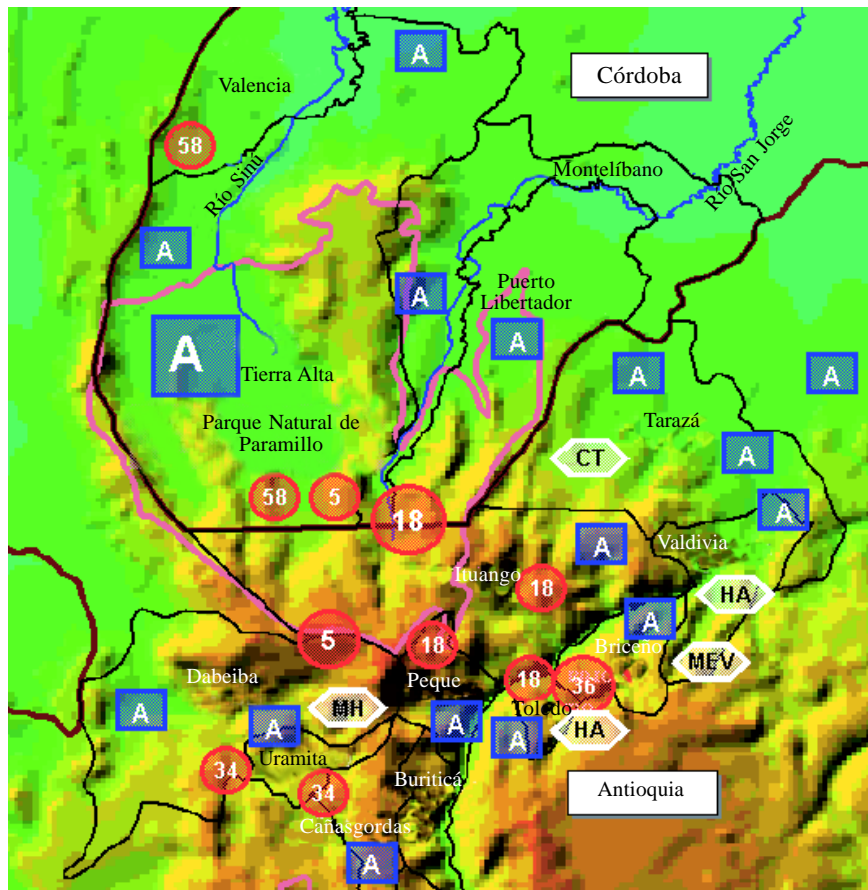 A
Córdoba
Valencia
58
Río Sinú
Montelíbano
Río San Jorge
A
A
Puerto
Libertador
A
A
Tierra Alta
A
A
Tarazá
Parque Natural de
Paramillo
CT
A
58
5
18
A
Valdivia
A
Ituango
18
HA
A
5
18
Briceño
MEV
Dabeiba
Peque
18
36
MH
Toledo
A
A
A
A
HA
Uramita
34
Buriticá
34
Antioquia
Cañasgordas
A